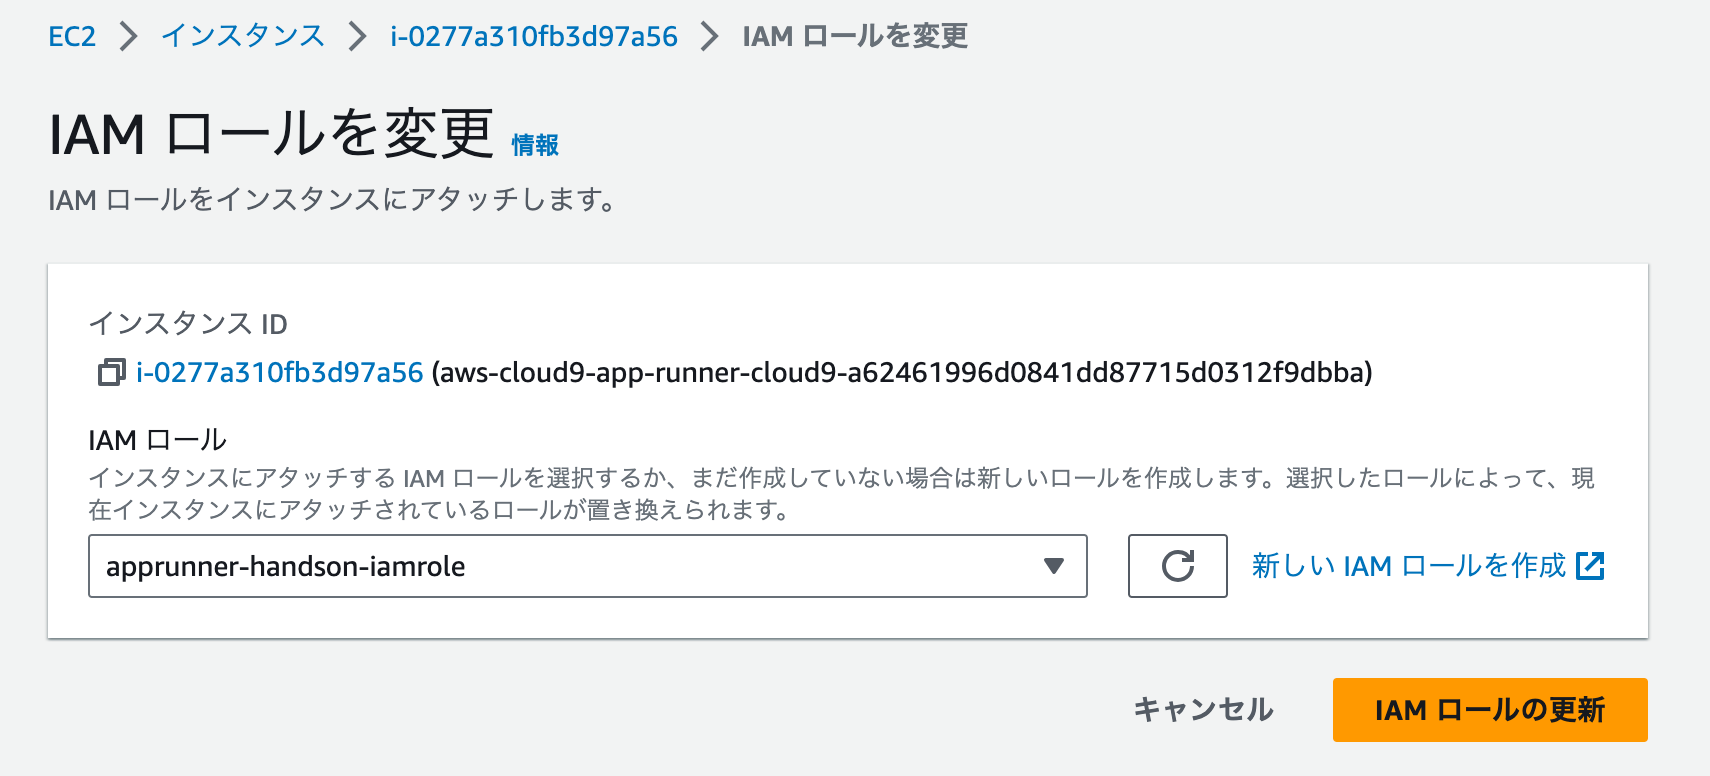 EC2 > インスタンス > i-0277a310fb3d97a56 > IAM ロールを変更
IAM ロールを変更 情報
IAM ロールをインスタンスにアタッチします。
インスタンス ID
i-0277a310fb3d97a56 (aws-cloud9-app-runner-cloud9-a62461996d0841dd87715d0312f9dbba)
IAM ロール
インスタンスにアタッチする IAM ロールを選択するか、まだ作成していない場合は新しいロールを作成します。選択したロールによって、現
在インスタンスにアタッチされているロールが置き換えられます。
apprunner-handson-iamrole
新しい IAM ロールを作成
キャンセル
IAM ロールの更新